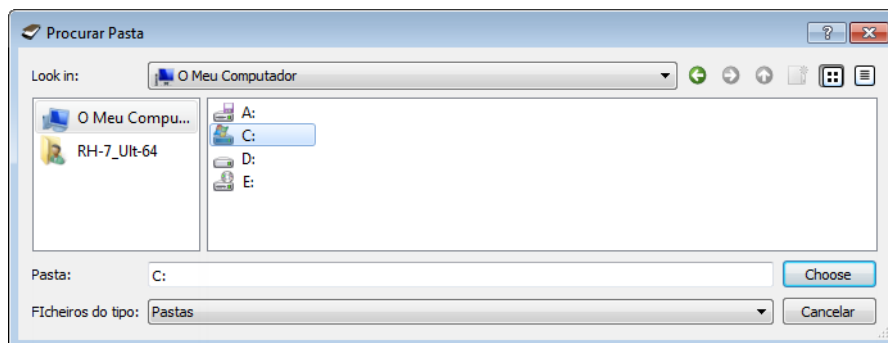 Procurar Pasta
Look in:
O Meu Computador
O Meu Compu...
RH-7_Ult-64
A:
C:
D:
E:
Pasta:
C:
Choose
FIcheiros do tipo:
Pastas
Cancelar